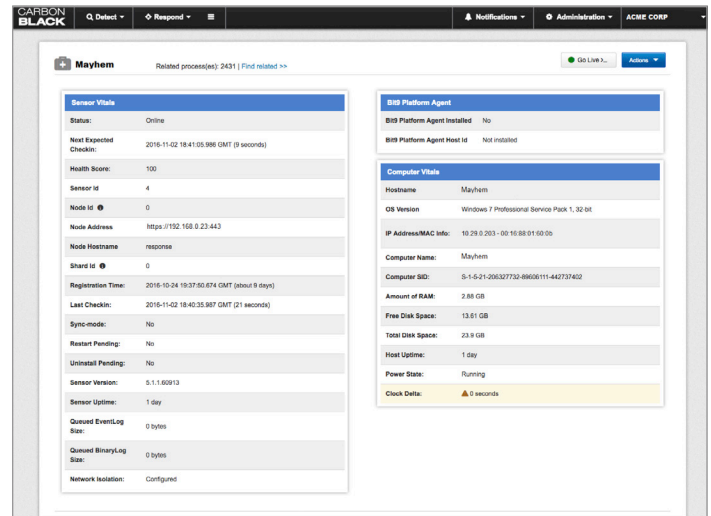 CARBON
BLACK
Detect
Respond
Notifications
Administration
ACME CORP
Mayhem
Related process(es): 2431 | Find related >>
Go Live >_
Actions
Sensor Vitals
Status: Online
Next Expected
Checkin: 2016-11-02 18:41:05.986 GMT (9 seconds)
Health Score: 100
Sensor Id 4
Node Id 0
Node Address https://192.168.0.23:443
Node Hostname response
Shard Id 0
Registration Time: 2016-10-24 19:37:50.674 GMT (about 9 days)
Last Checkin: 2016-11-02 18:40:35.987 GMT (21 seconds)
Sync-mode: No
Restart Pending: No
Uninstall Pending: No
Sensor Version: 5.1.1.60913
Sensor Uptime: 1 day
Queued EventLog
Size: 0 bytes
Queued BinaryLog
Size: 0 bytes
Network Isolation: Configured
Bit9 Platform Agent
Bit9 Platform Agent Installed No
Bit9 Platform Agent Host Id Not installed
Computer Vitals
Hostname Mayhem
OS Version Windows 7 Professional Service Pack 1, 32-bit
IP Address/MAC Info: 10.29.0.203 - 00:16:88:01:60:0b
Computer Name: Mayhem
Computer SID: S-1-5-21-206327732-89606111-442737402
Amount of RAM: 2.88 GB
Free Disk Space: 13.61 GB
Total Disk Space: 23.9 GB
Host Uptime: 1 day
Power State: Running
Clock Delta: 0 seconds